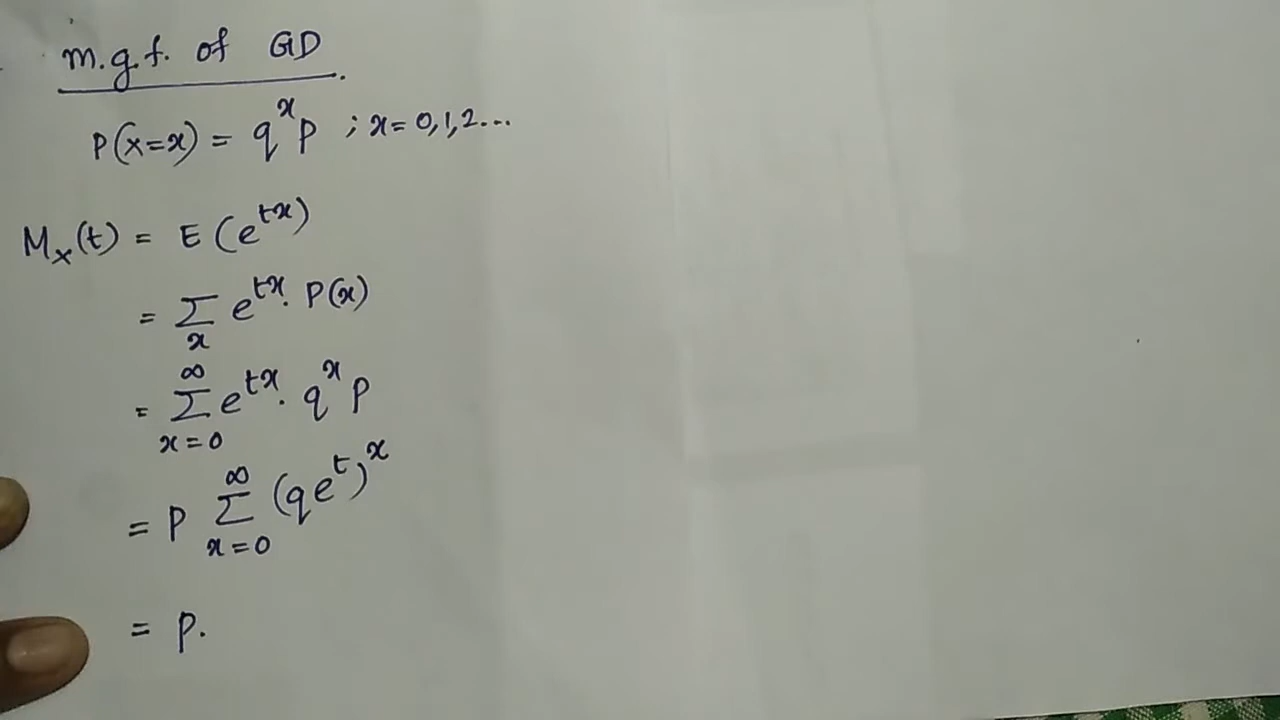 m.g.f. of GD
P(x=x) = q^x p ; x = 0,1,2...
M_x(t) = E(e^{tx})
= Σ_x e^{tx}. P(x)
= Σ_{x=0}^∞ e^{tx}. q^x p
= P Σ_{x=0}^∞ (qe^t)^x
= P.